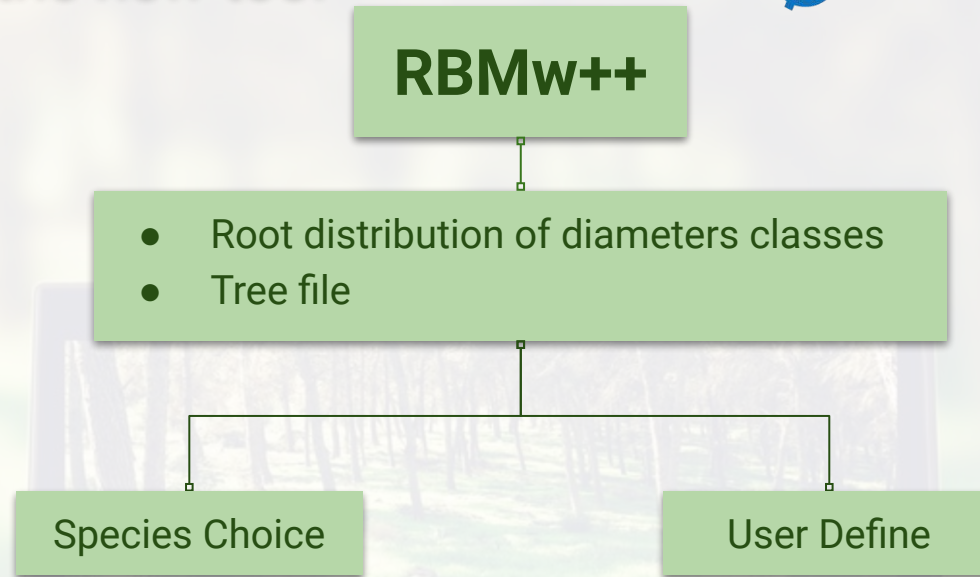 RBMw++
● Root distribution of diameters classes
● Tree file
Species Choice
User Define